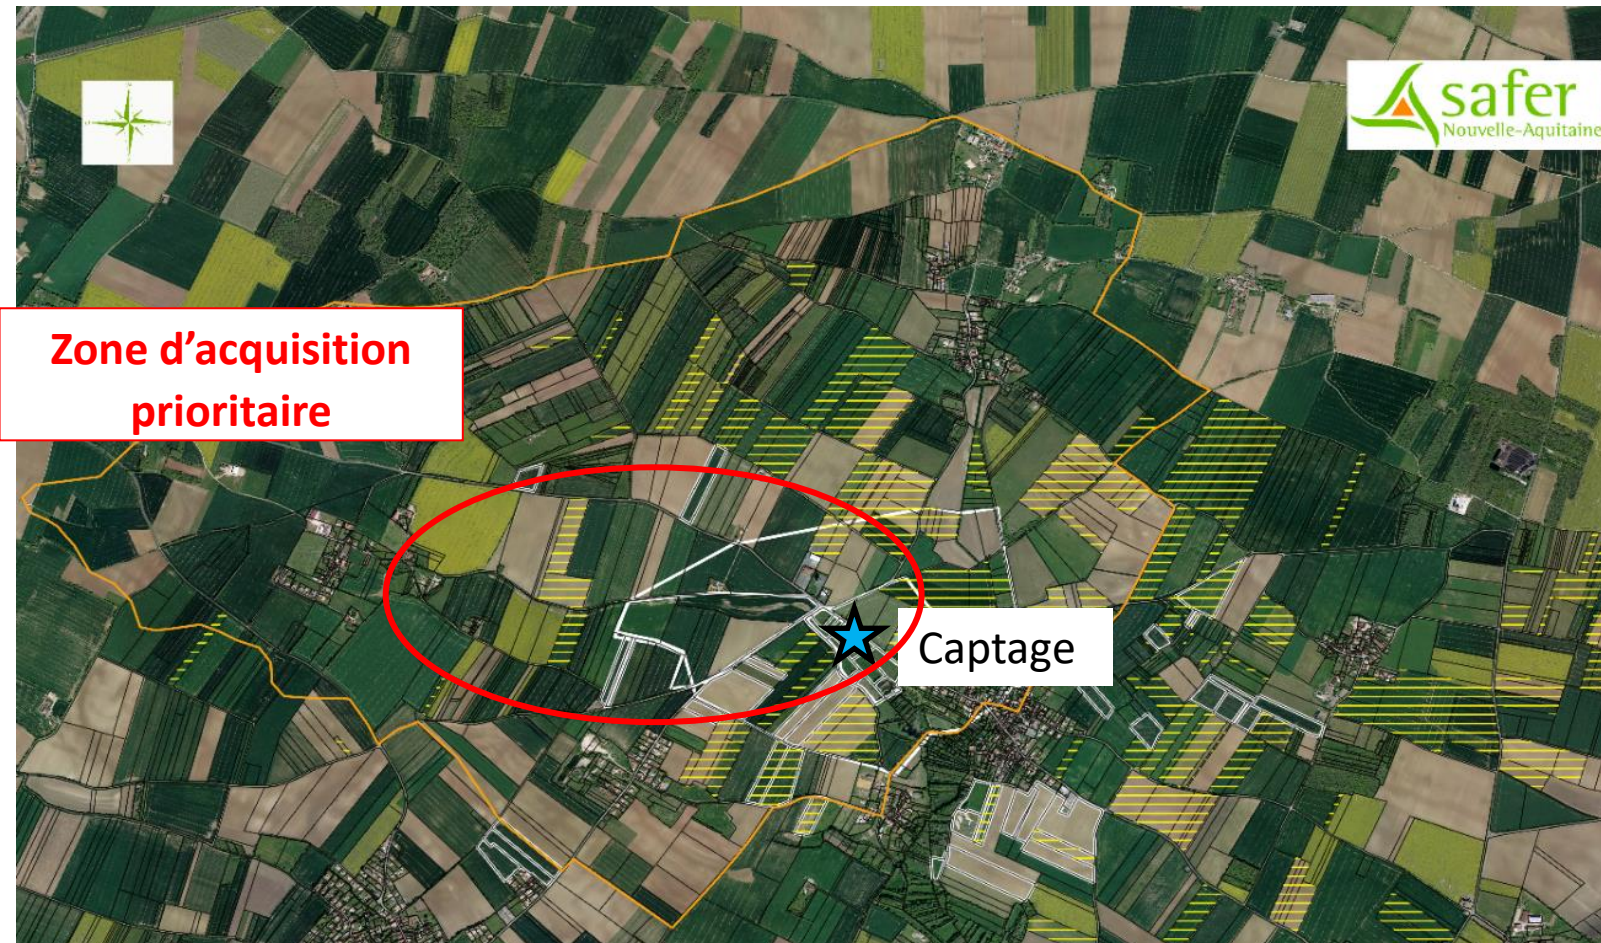 safer
Nouvelle-Aquitaine
Zone d’acquisition
prioritaire
Captage